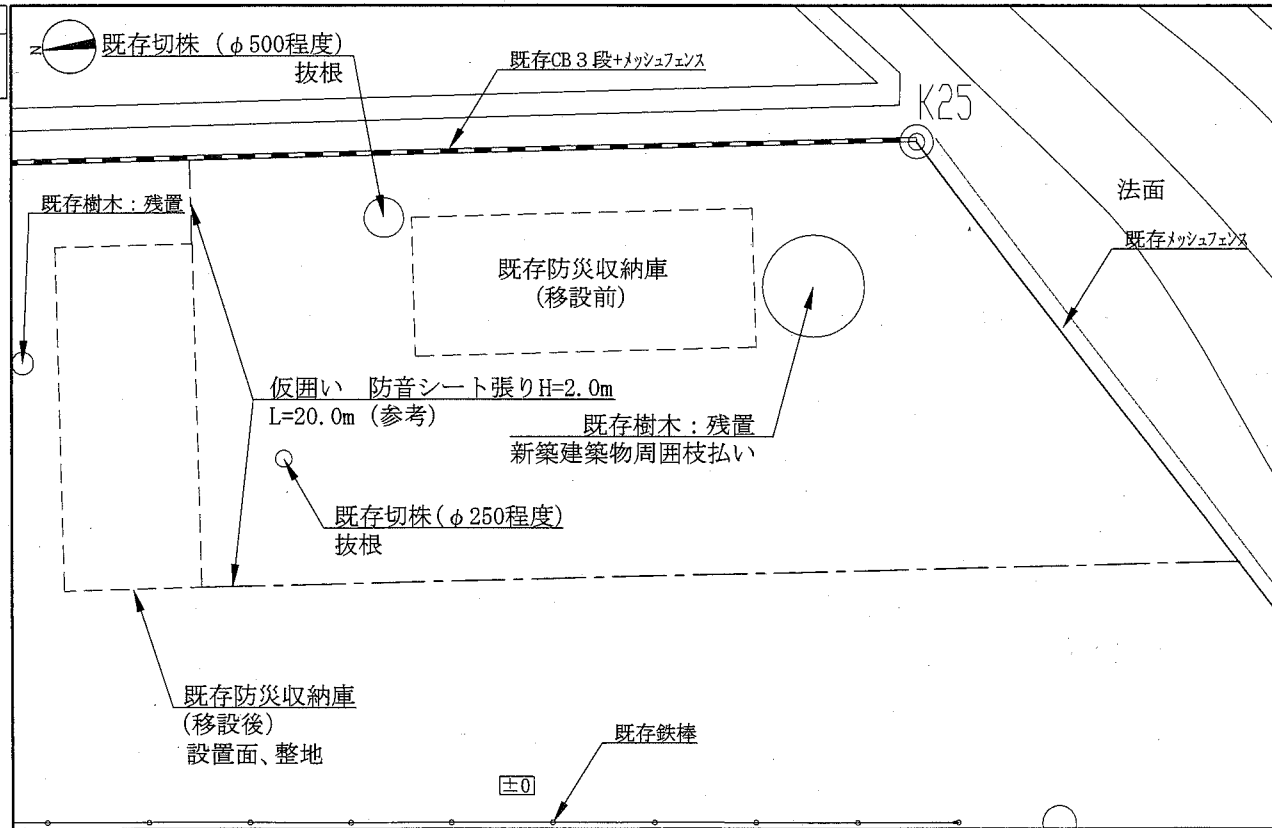 N
既存切株 (φ500程度)
抜根
既存CB3段+メッシュフェンス
K25
法面
既存樹木:残置
既存メッシュフェンス
既存防災収納庫
(移設前)
仮囲い 防音シート張りH=2.0m
L=20.0m (参考)
既存樹木:残置
新築建築物周囲枝払い
既存切株(φ250程度)
抜根
既存防災収納庫
(移設後)
設置面、整地
既存鉄棒
±0